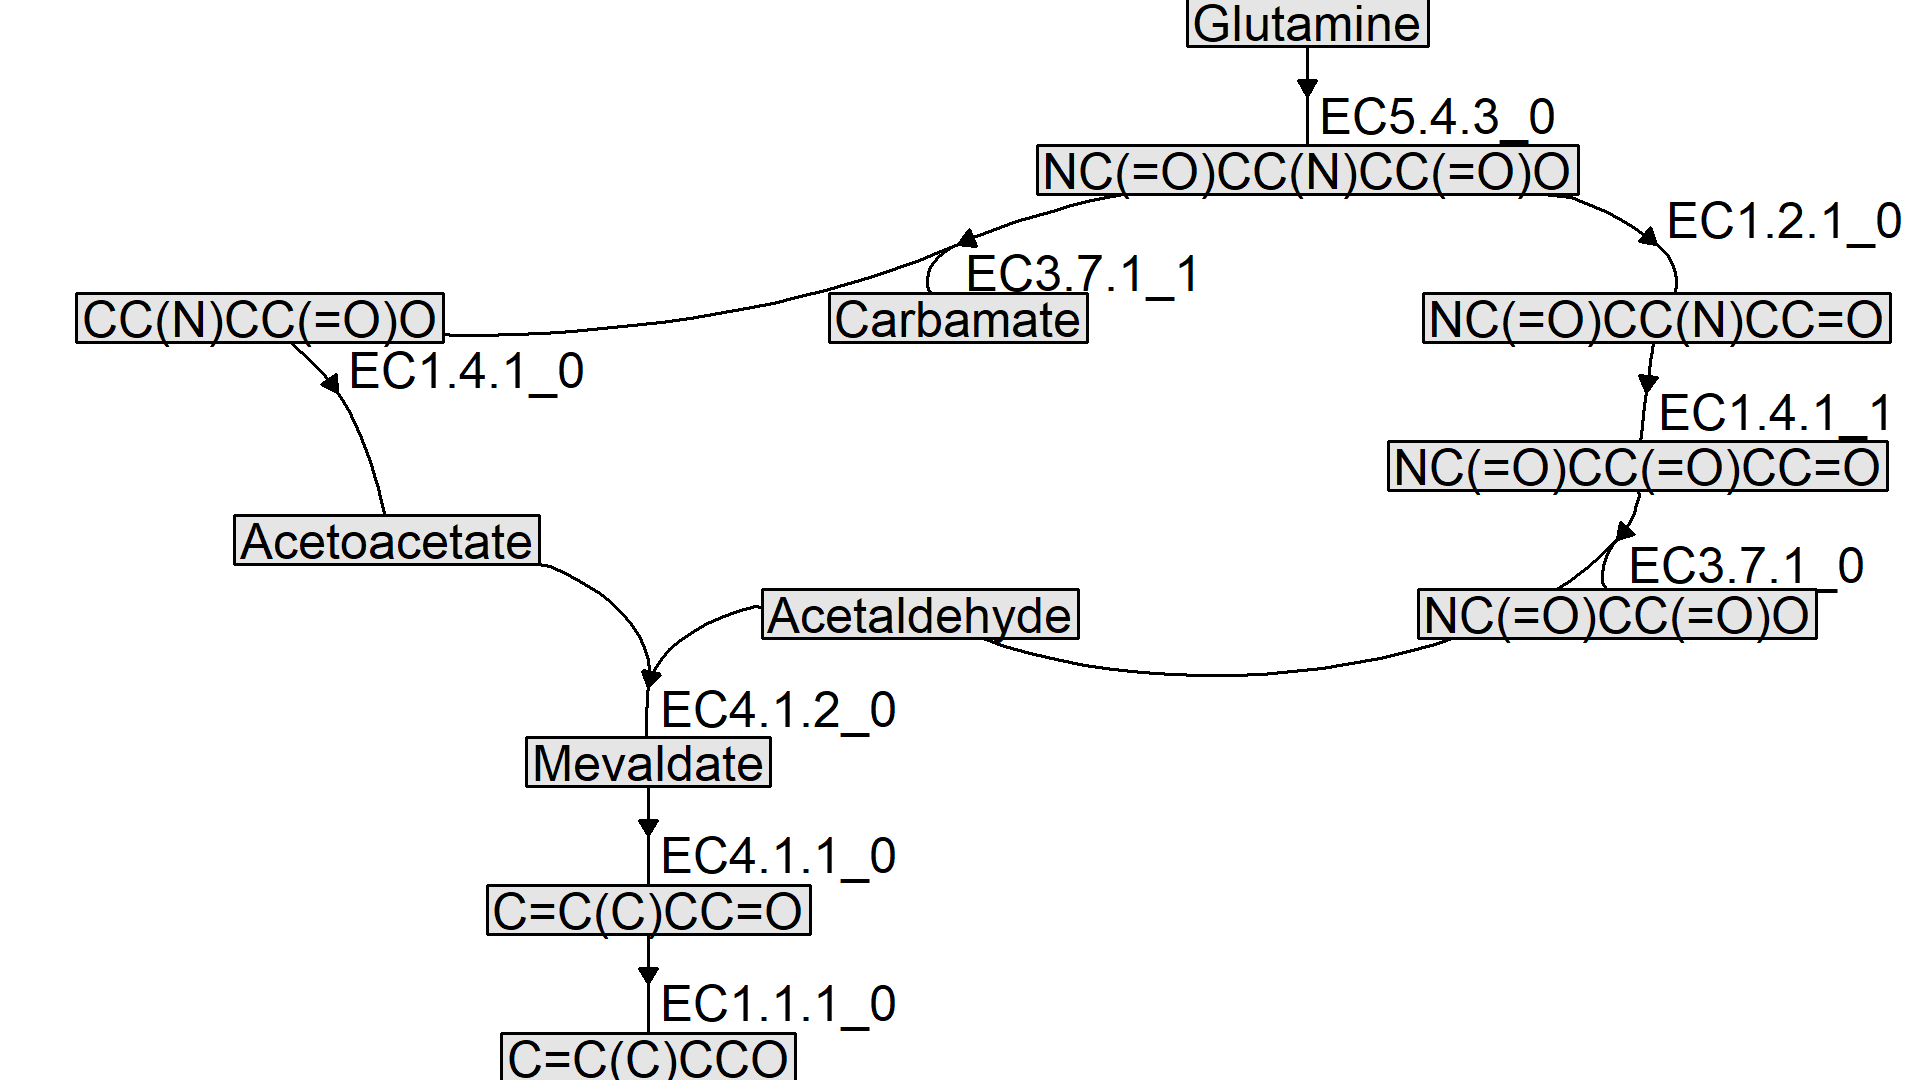 Glutamine
EC5.4.3_0
NC(=O)CC(N)CC(=O)O
EC1.2.1_0
EC3.7.1_1
CC(N)CC(=O)O
Carbamate
NC(=O)CC(N)CC=O
EC1.4.1_0
EC1.4.1_1
NC(=O)CC(=O)CC=O
Acetoacetate
EC3.7.1_0
Acetaldehyde
NC(=O)CC(=O)O
EC4.1.2_0
Mevaldate
EC4.1.1_0
C=C(C)CC=O
EC1.1.1_0
C=C(C)CCO